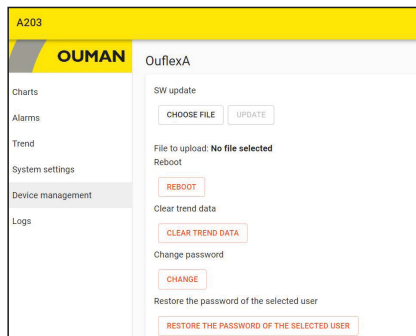 A203
OUMAN
OuflexA
Charts
Alarms
Trend
System settings
Device management
Logs
SW update
CHOOSE FILE
UPDATE
File to upload: No file selected
Reboot
REBOOT
Clear trend data
CLEAR TREND DATA
Change password
CHANGE
Restore the password of the selected user
RESTORE THE PASSWORD OF THE SELECTED USER